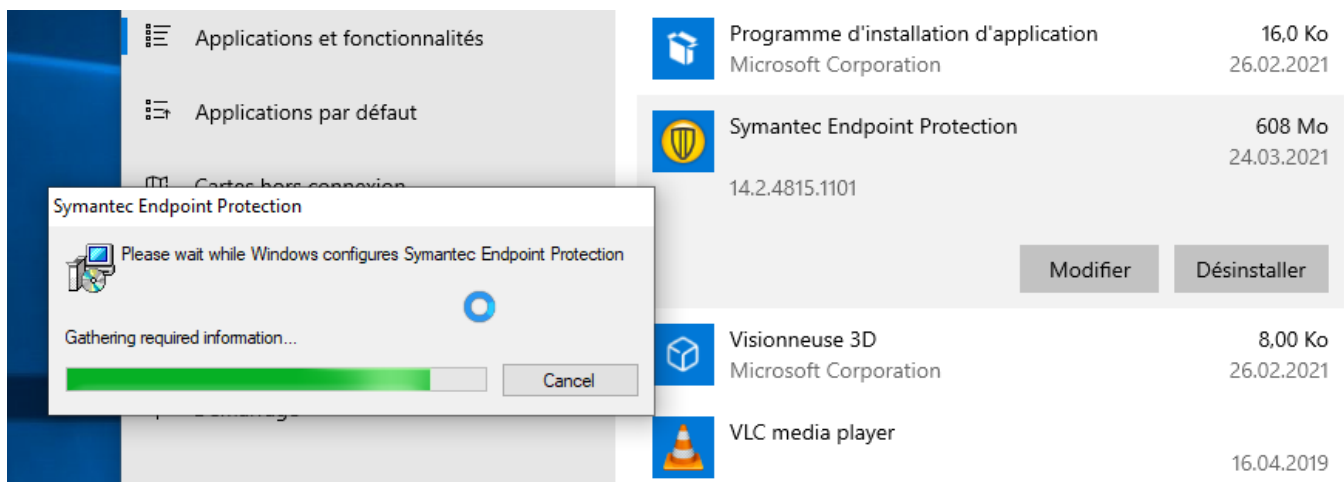 Applications et fonctionnalités
Applications par défaut
Symantec Endpoint Protection
Please wait while Windows configures Symantec Endpoint Protection
Gathering required information...
Cancel
Programme d'installation d'application
16,0 Ko
Microsoft Corporation
26.02.2021
Symantec Endpoint Protection
608 Mo
24.03.2021
14.2.4815.1101
Modifier
Désinstaller
Visionneuse 3D
8,00 Ko
Microsoft Corporation
26.02.2021
VLC media player
16.04.2019